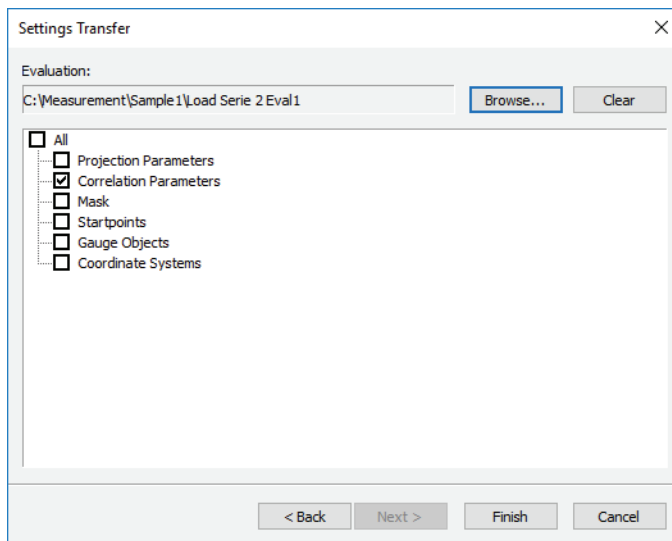 Settings Transfer
Evaluation:
C:\Measurement\Sample1\Load Serie 2 Eval1
Browse...
Clear
All
Projection Parameters
Correlation Parameters
Mask
Startpoints
Gauge Objects
Coordinate Systems
< Back
Next >
Finish
Cancel